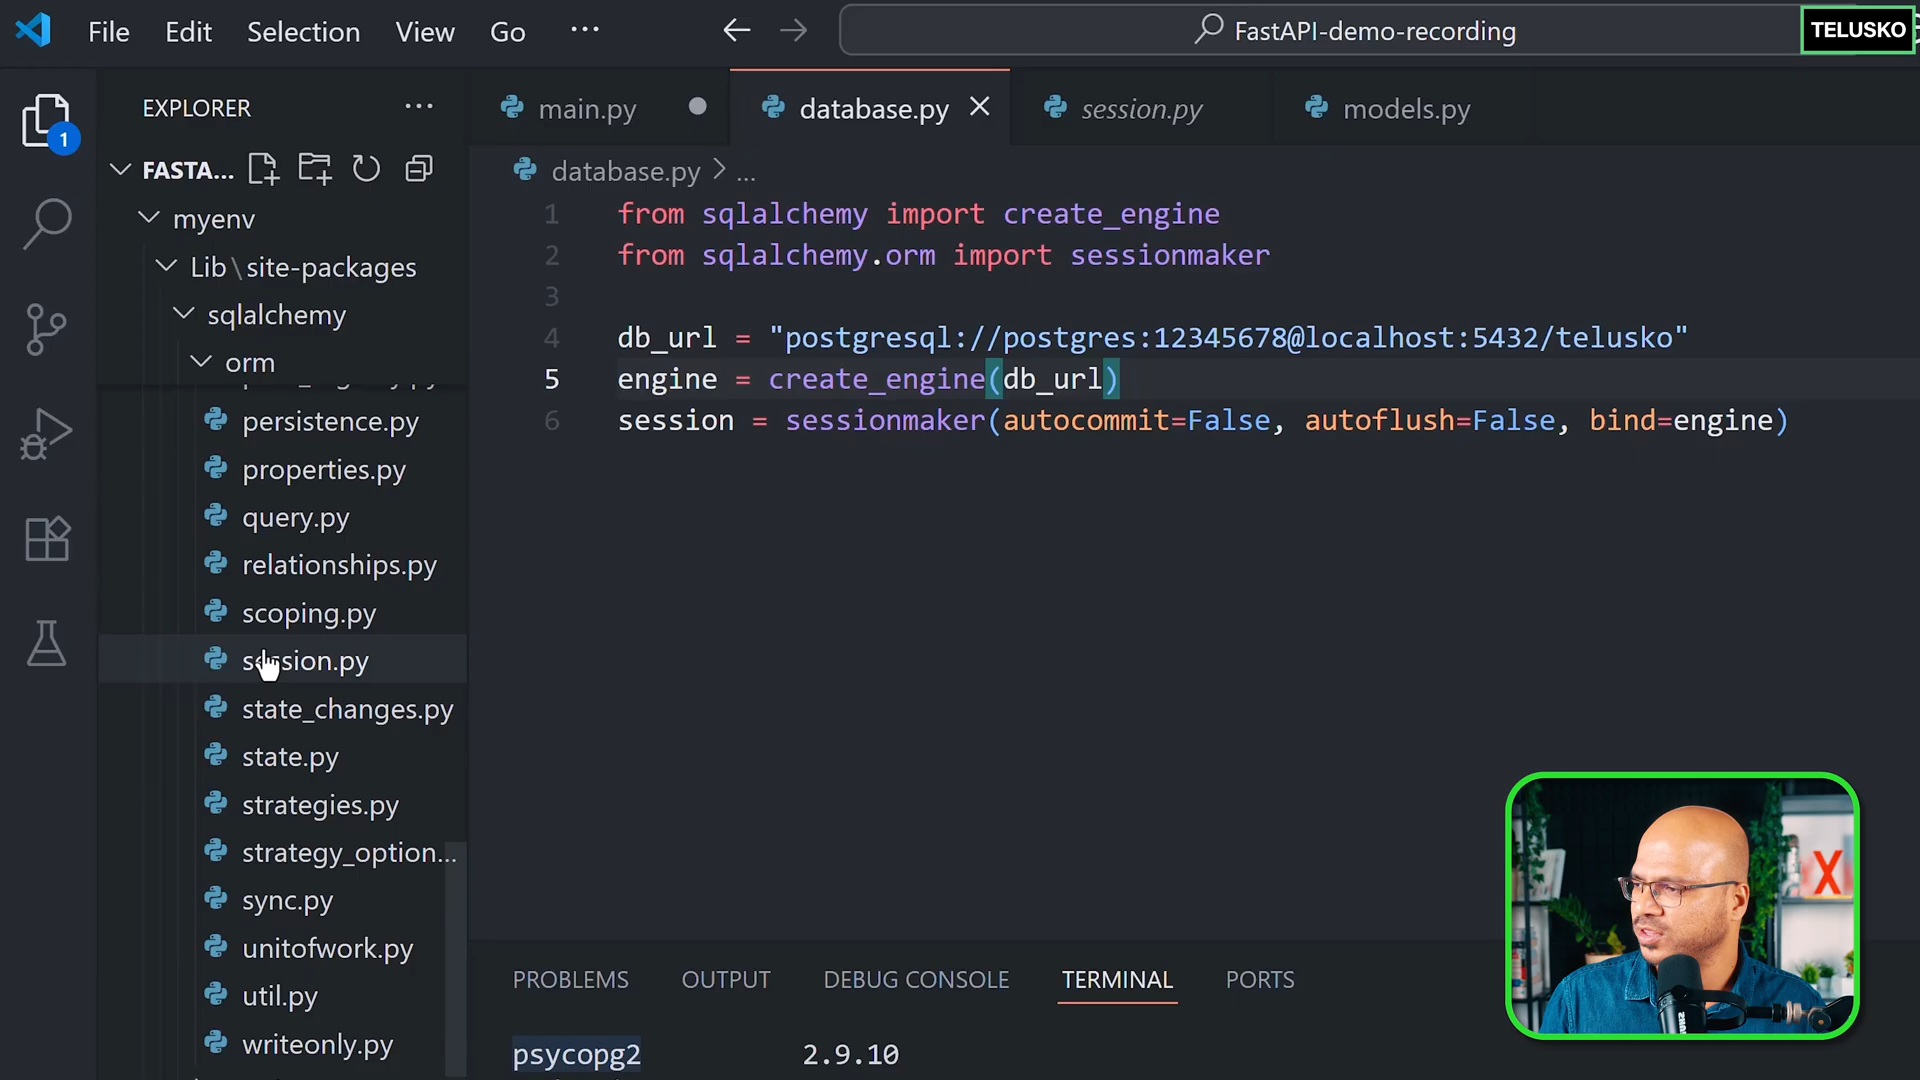 File Edit Selection View Go ...
FastAPI-demo-recording
TELUSKO
1
EXPLORER ...
FASTA...
myenv
Lib\site-packages
sqlalchemy
orm
persistence.py
properties.py
query.py
relationships.py
scoping.py
session.py
state_changes.py
state.py
strategies.py
strategy_option...
sync.py
unitofwork.py
util.py
writeonly.py
main.py database.py session.py models.py
database.py > ...
1 from sqlalchemy import create_engine
2 from sqlalchemy.orm import sessionmaker
3
4 db_url = "postgresql://postgres:12345678@localhost:5432/telusko"
5 engine = create_engine(db_url)
6 session = sessionmaker(autocommit=False, autoflush=False, bind=engine)
PROBLEMS OUTPUT DEBUG CONSOLE TERMINAL PORTS
psycopg2 2.9.10
X